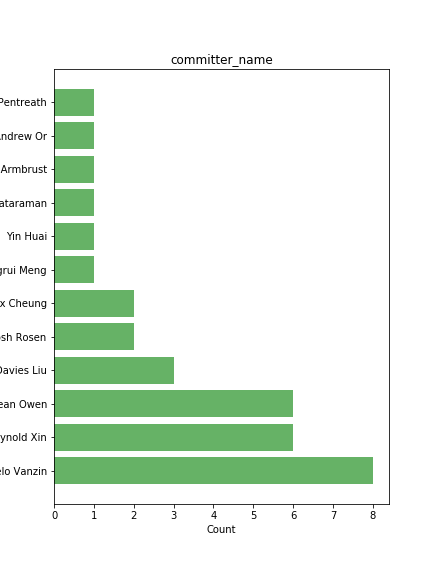 committer_name
Pentreath
Andrew Or
Armbrust
ataraman
Yin Huai
grui Meng
x Cheung
sh Rosen
Davies Liu
ean Owen
ynold Xin
elo Vanzin
0 1 2 3 4 5 6 7 8
Count